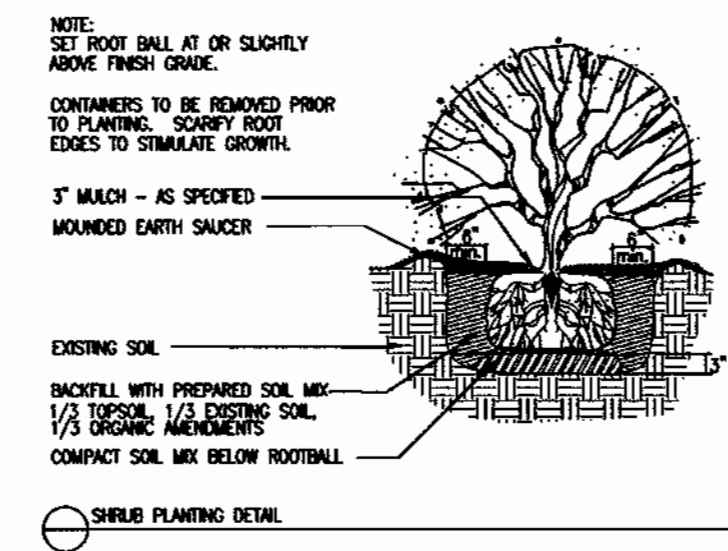 NOTE:
SET ROOT BALL AT OR SLIGHTLY
ABOVE FINISH GRADE.
CONTAINERS TO BE REMOVED PRIOR
TO PLANTING. SCARIFY ROOT
EDGES TO STIMULATE GROWTH.
3" MULCH - AS SPECIFIED
MOUNDED EARTH SAUCER
6"
min.
6"
min.
EXISTING SOIL
3"
BACKFILL WITH PREPARED SOIL MIX
1/3 TOPSOIL, 1/3 EXISTING SOIL,
1/3 ORGANIC AMENDMENTS
COMPACT SOIL MIX BELOW ROOTBALL
SHRUB PLANTING DETAIL